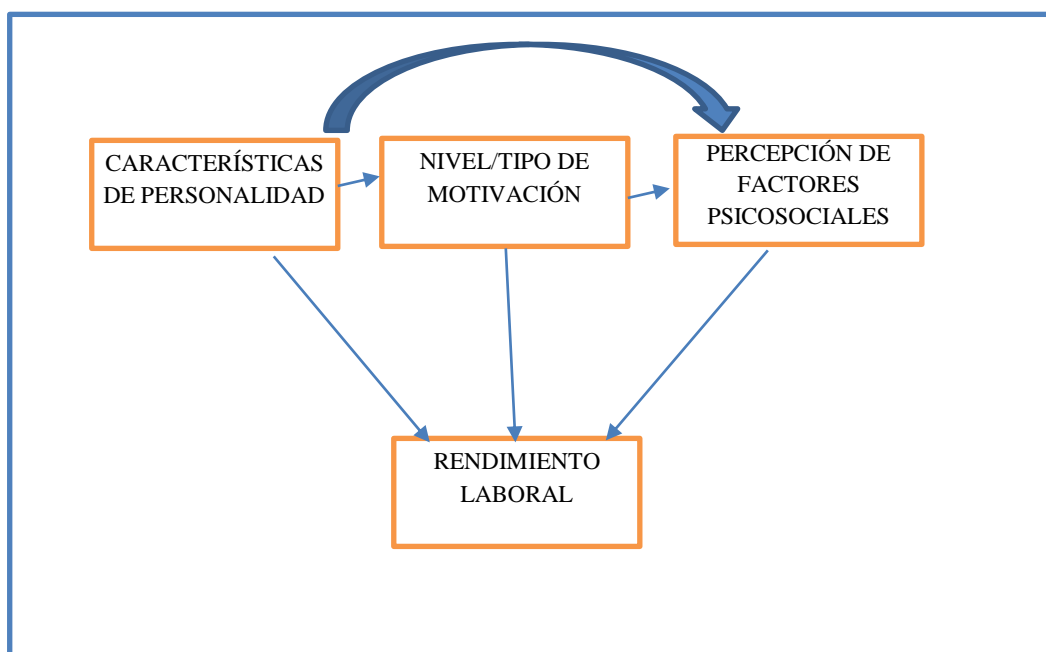 CARACTERÍSTICAS
DE PERSONALIDAD
NIVEL/TIPO DE
MOTIVACIÓN
PERCEPCIÓN DE
FACTORES
PSICOSOCIALES
RENDIMIENTO
LABORAL